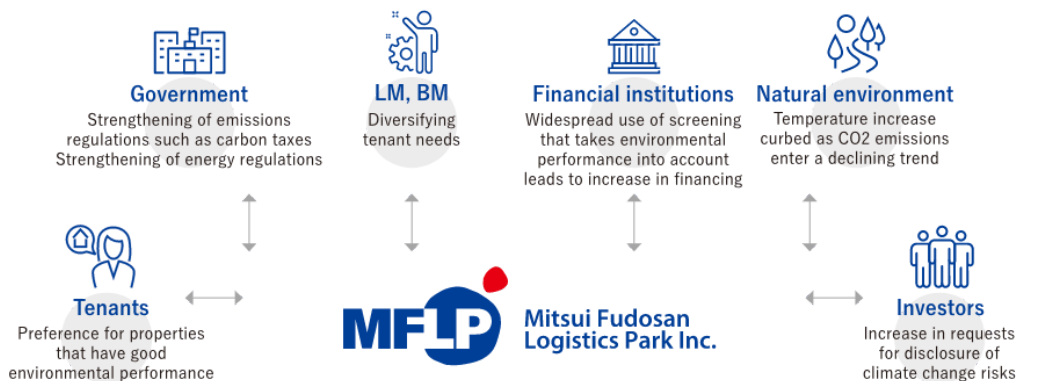 Government
Strengthening of emissions
regulations such as carbon taxes
Strengthening of energy regulations
LM, BM
Diversifying
tenant needs
Financial institutions
Widespread use of screening
that takes environmental
performance into account
leads to increase in financing
Natural environment
Temperature increase
curbed as CO2 emissions
enter a declining trend
Tenants
Preference for properties
that have good
environmental performance
MFLP
Mitsui Fudosan
Logistics Park Inc.
Investors
Increase in requests
for disclosure of
climate change risks